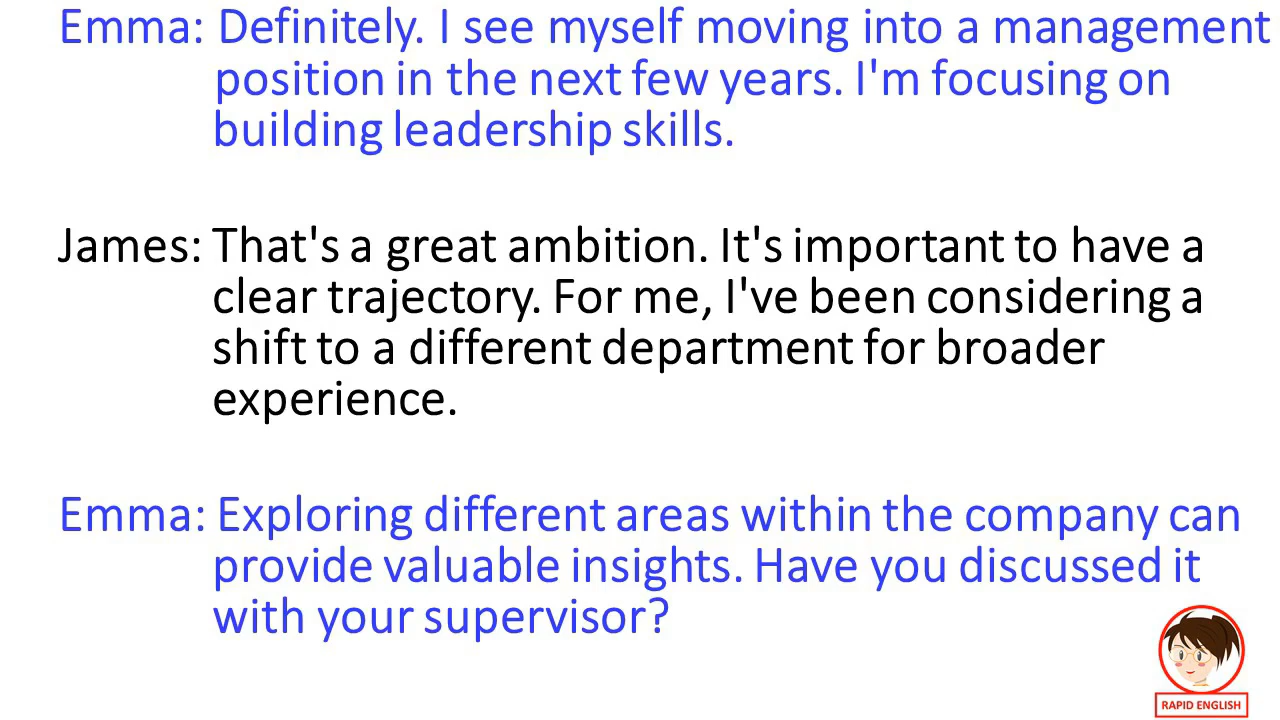 Emma: Definitely. I see myself moving into a management
position in the next few years. I'm focusing on
building leadership skills.
James: That's a great ambition. It's important to have a
clear trajectory. For me, I've been considering a
shift to a different department for broader
experience.
Emma: Exploring different areas within the company can
provide valuable insights. Have you discussed it
with your supervisor?
RAPID ENGLISH